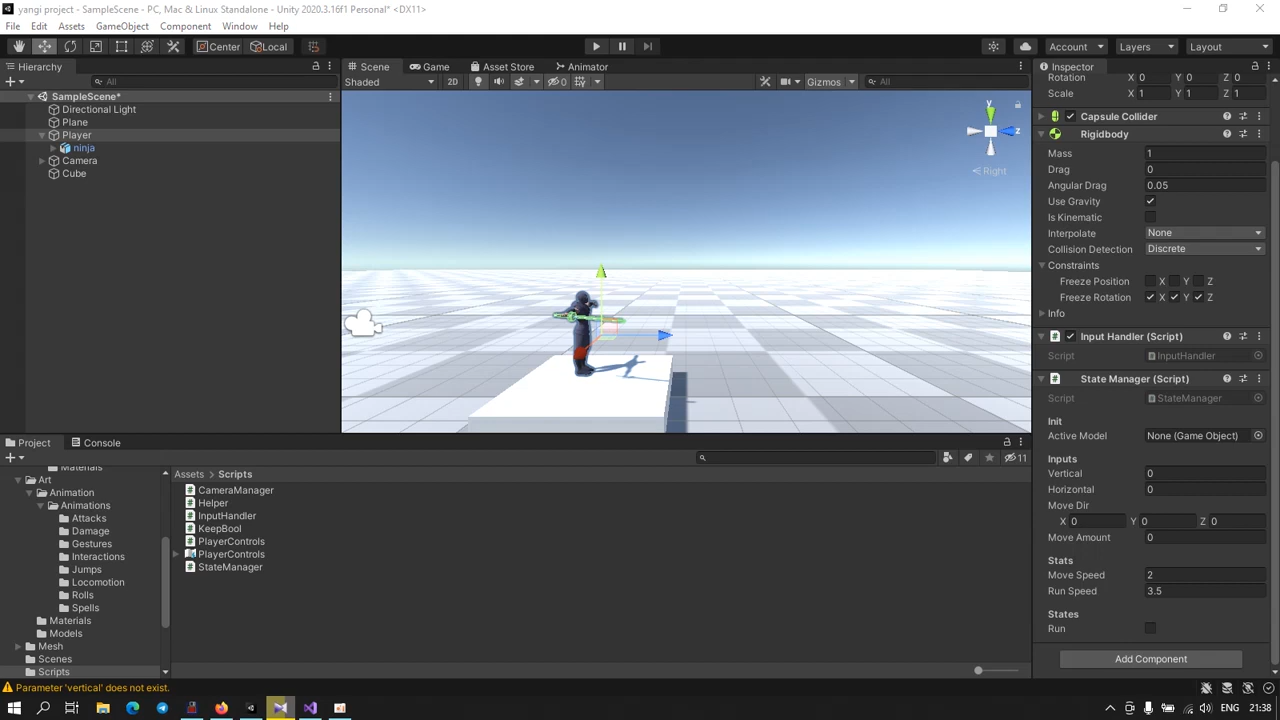 yangi project - SampleScene - PC, Mac & Linux Standalone - Unity 2020.3.16f1 Personal* <DX11>
File Edit Assets GameObject Component Window Help
Center Local Account Layers Layout
Hierarchy Scene Game Asset Store Animator Inspector
All Shaded 2D 0 Gizmos All
Rotation X 0 Y 0 Z 0
Scale X 1 Y 1 Z 1
SampleScene*
Directional Light
Plane
Player
ninja
Camera
Cube
y
z
Right
Capsule Collider
Rigidbody
Mass 1
Drag 0
Angular Drag 0.05
Use Gravity
Is Kinematic
Interpolate None
Collision Detection Discrete
Constraints
Freeze Position X Y Z
Freeze Rotation X Y Z
Info
Input Handler (Script)
Script InputHandler
State Manager (Script)
Script StateManager
Init
Active Model None (Game Object)
Inputs
Vertical 0
Horizontal 0
Move Dir
X 0 Y 0 Z 0
Move Amount 0
Stats
Move Speed 2
Run Speed 3.5
States
Run
Add Component
Project Console
11
Materials
Art
Animation
Animations
Attacks
Damage
Gestures
Interactions
Jumps
Locomotion
Rolls
Spells
Materials
Models
Mesh
Scenes
Scripts
Assets Scripts
CameraManager
Helper
InputHandler
KeepBool
PlayerControls
PlayerControls
StateManager
Parameter 'vertical' does not exist.
ENG 21:38